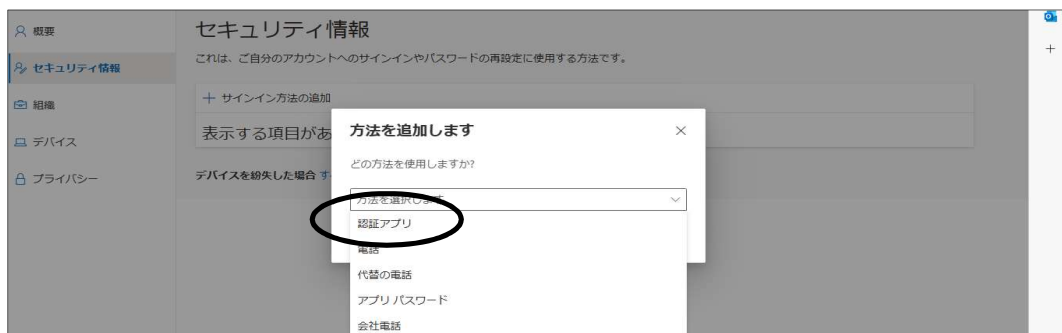 概要
セキュリティ情報
組織
デバイス
プライバシー
セキュリティ情報
これは、ご自分のアカウントへのサインインやパスワードの再設定に使用する方法です。
＋ サインイン方法の追加
表示する項目があ
デバイスを紛失した場合 す
方法を追加します
どの方法を使用しますか?
方法を選択します
認証アプリ
電話
代替の電話
アプリ パスワード
会社電話